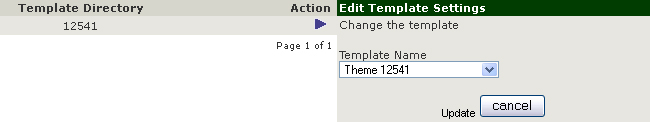 Template Directory Action
12541
Page 1 of 1
Edit Template Settings
Change the template
Template Name
Theme 12541
Update cancel